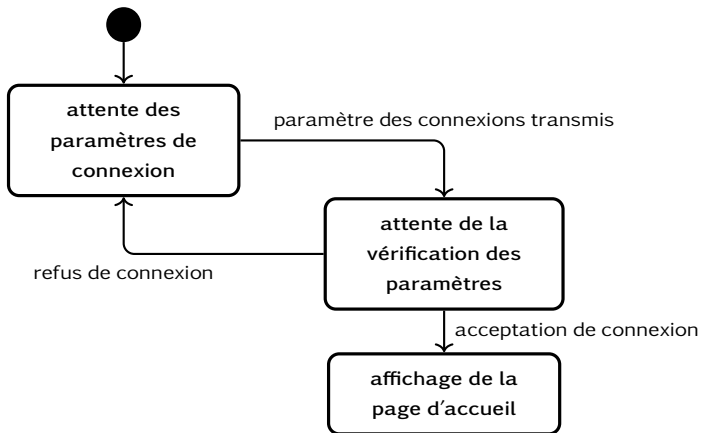 attente des
paramètres de
connexion
paramètre des connexions transmis
attente de la
vérification des
paramètres
refus de connexion
acceptation de connexion
affichage de la
page d'accueil